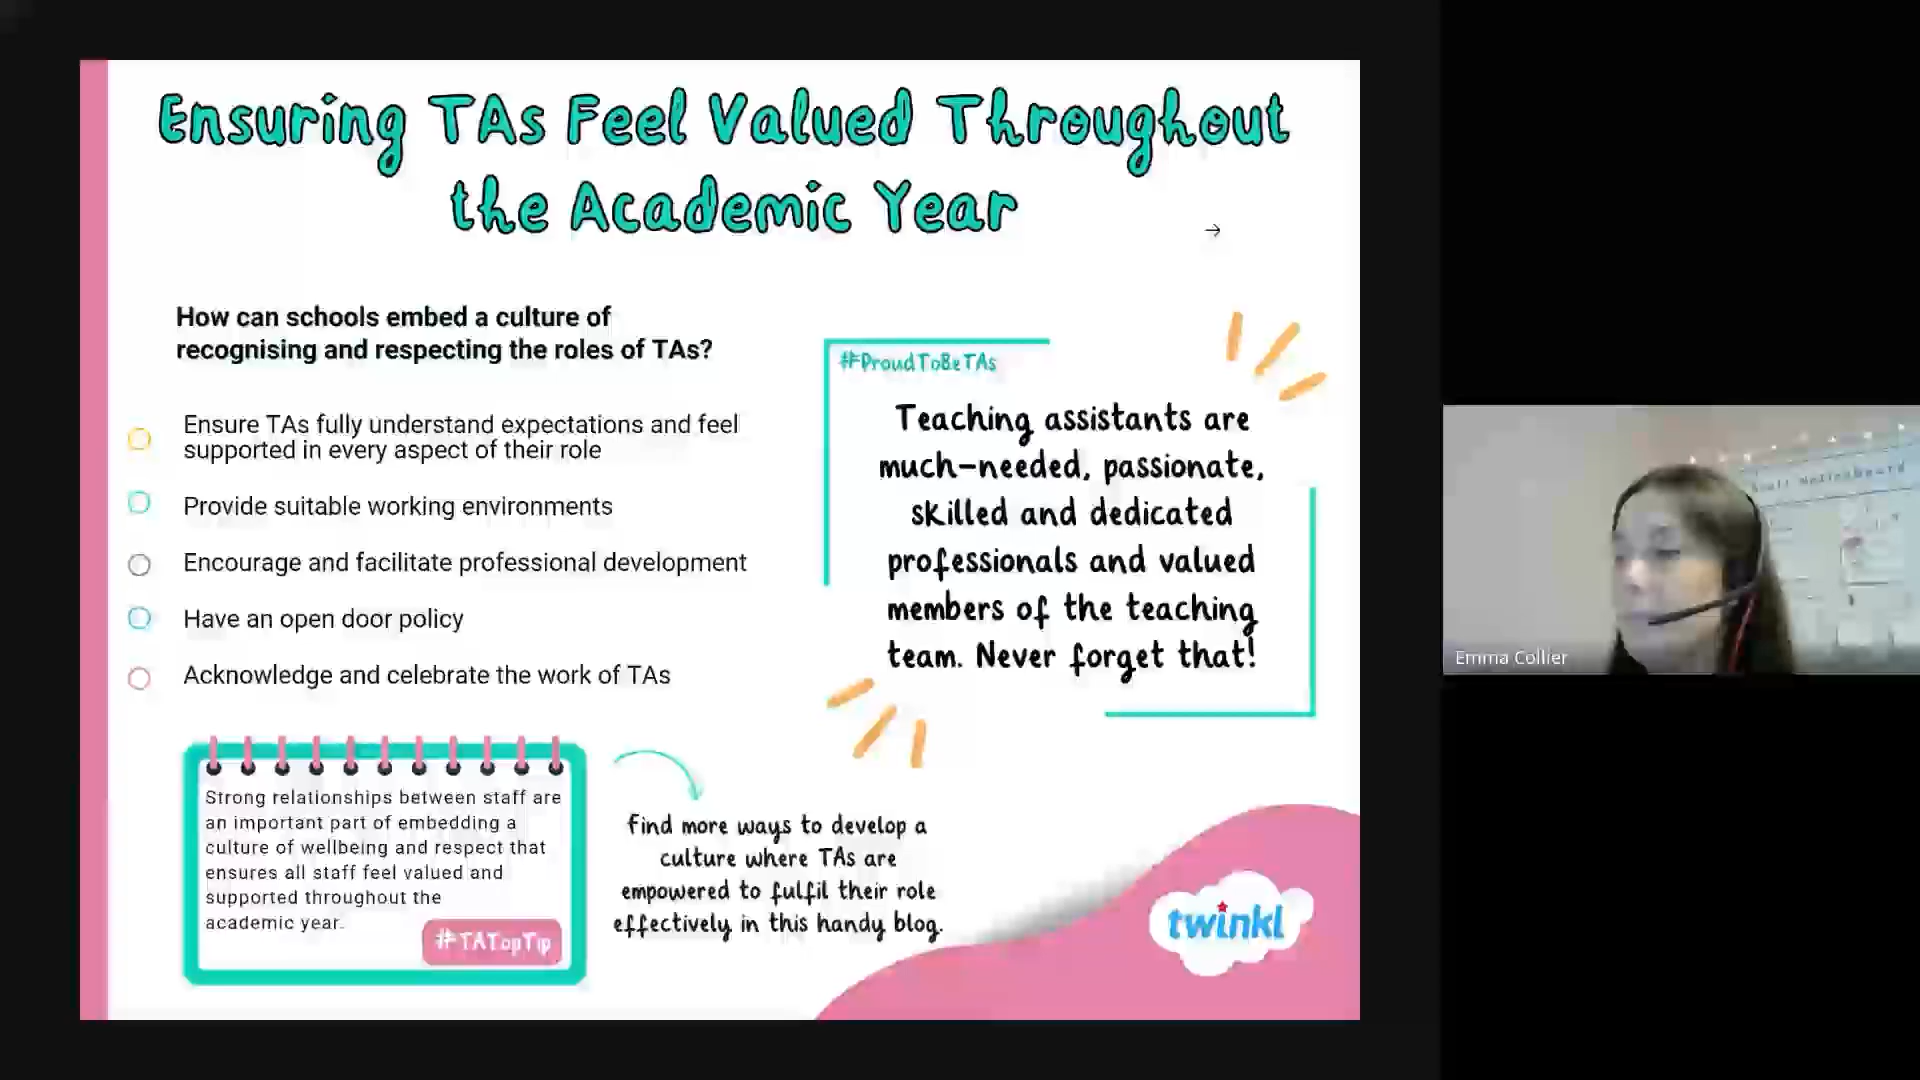 Ensuring TAs Feel Valued Throughout
the Academic Year
How can schools embed a culture of
recognising and respecting the roles of TAs?
Ensure TAs fully understand expectations and feel
supported in every aspect of their role
Provide suitable working environments
Encourage and facilitate professional development
Have an open door policy
Acknowledge and celebrate the work of TAs
#ProudToBeTAs
Teaching assistants are
much-needed, passionate,
skilled and dedicated
professionals and valued
members of the teaching
team. Never forget that!
Strong relationships between staff are
an important part of embedding a
culture of wellbeing and respect that
ensures all staff feel valued and
supported throughout the
academic year.
#TATopTip
Find more ways to develop a
culture where TAs are
empowered to fulfil their role
effectively in this handy blog.
twinkl
Staff Noticeboard
Emma Collier